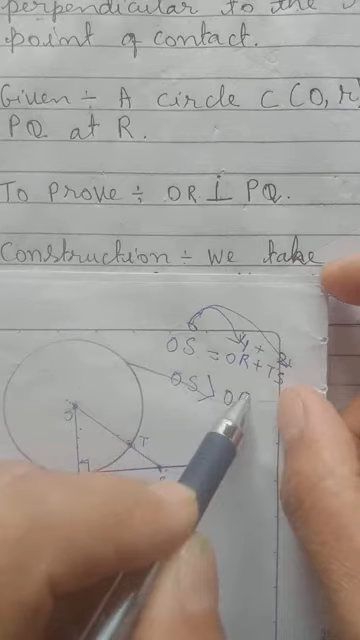 perpendicular to the
point of contact.
Given ÷ A circle C (O, r)
PQ at R.
To Prove ÷ OR ⊥ PQ.
Construction ÷ we take
OS = OR + TS
OS > O
T